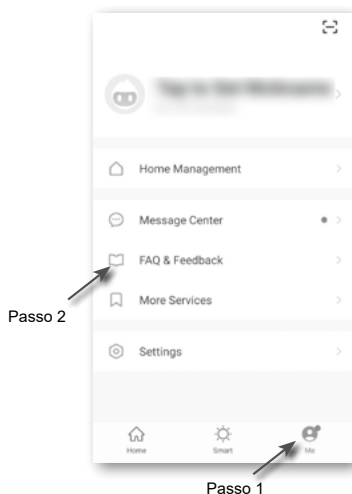 Home Management
Message Center
FAQ & Feedback
More Services
Settings
Home Smart Me
Passo 2
Passo 1